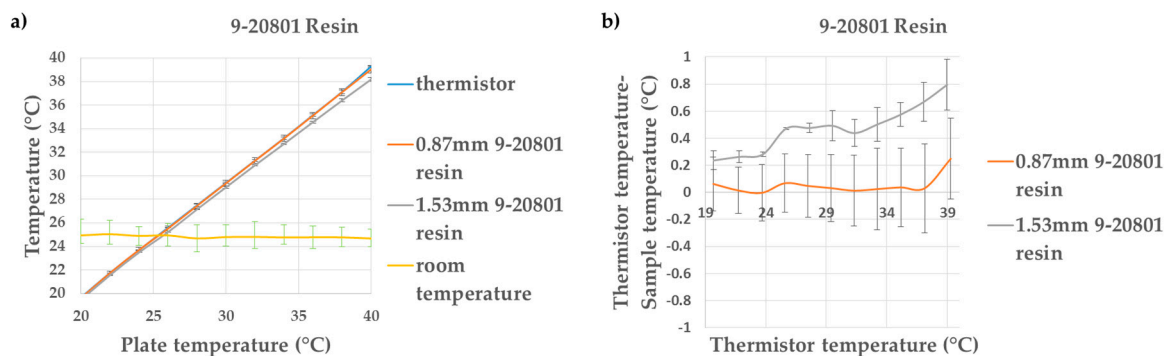 a)
9-20801 Resin
Temperature (°C)
40
38
36
34
32
30
28
26
24
22
20
20
25
30
35
40
Plate temperature (°C)
thermistor
0.87mm 9-20801
resin
1.53mm 9-20801
resin
room
temperature
b)
9-20801 Resin
Thermistor temperature-
Sample temperature (°C)
1
0.8
0.6
0.4
0.2
0
-0.2
-0.4
-0.6
-0.8
-1
19
24
29
34
39
Thermistor temperature (°C)
0.87mm 9-20801
resin
1.53mm 9-20801
resin